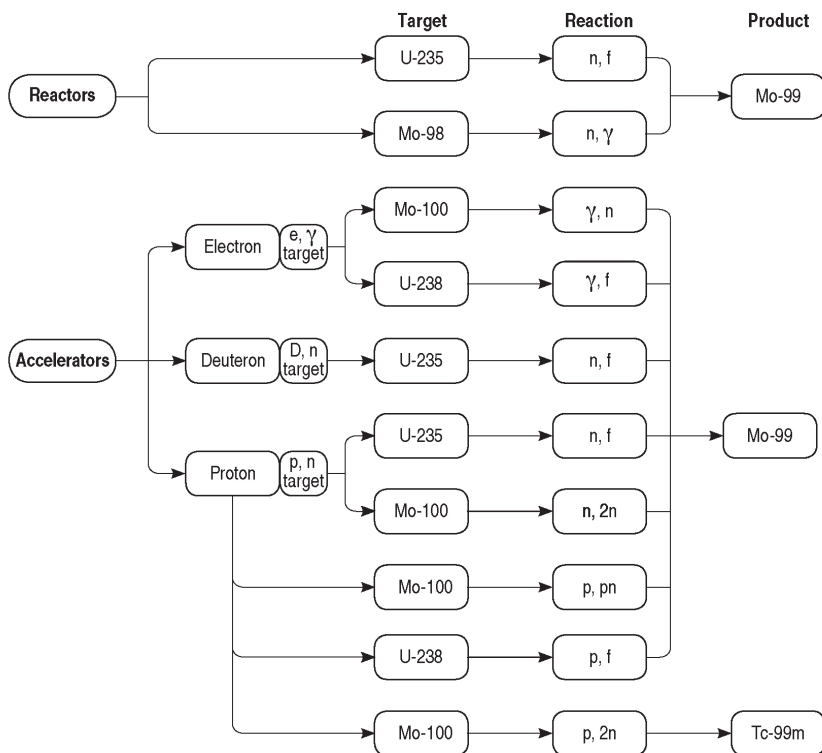 Target Reaction Product
U-235 n, f
Reactors Mo-99
Mo-98 n, γ
Mo-100 γ, n
Electron e, γ
target
U-238 γ, f
Accelerators Deuteron D, n
target U-235 n, f
U-235 n, f Mo-99
Proton p, n
target
Mo-100 n, 2n
Mo-100 p, pn
U-238 p, f
Mo-100 p, 2n Tc-99m